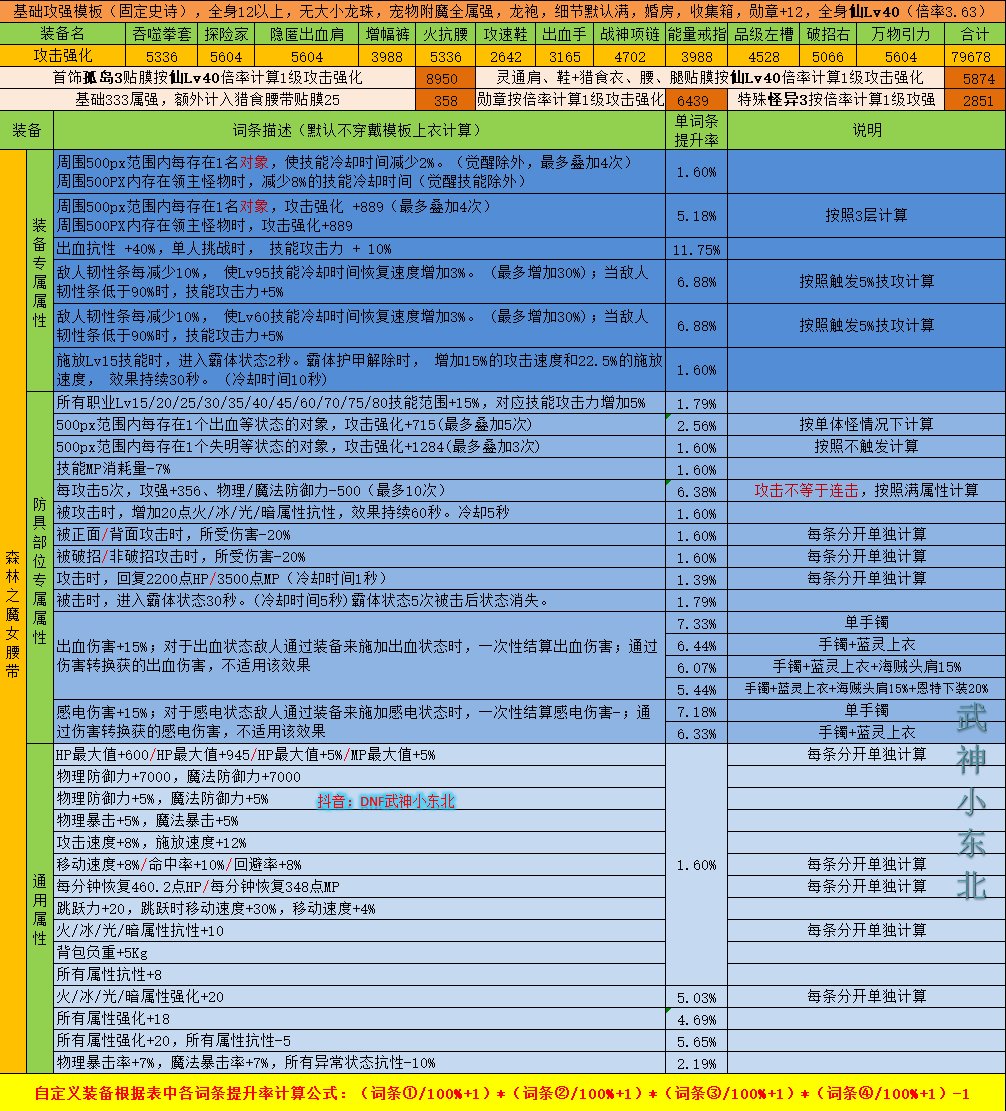 基础攻强模板（固定史诗），全身12以上，无大小龙珠，宠物附魔全属强，龙袍，细节默认满，婚房，收集箱，勋章+12，全身仙Lv40（倍率3.63）
装备名 吞噬拳套 探险家 隐匿出血肩 增幅裤 火抗腰 攻速鞋 出血手 战神项链 能量戒指 品级左槽 破招右 万物引力 合计
攻击强化 5336 5604 5604 3988 5336 2642 3165 4702 3988 4528 5066 5604 79678
首饰孤岛3贴膜按仙Lv40倍率计算1级攻击强化 8950 灵通肩、鞋+猎食衣、腰、腿贴膜按仙Lv40倍率计算1级攻击强化 5874
基础333属强，额外计入猎食腰带贴膜25 358 勋章按倍率计算1级攻击强化 6439 特殊怪异3按倍率计算1级攻强 2851
装备 词条描述（默认不穿戴模板上衣计算） 单词条提升率 说明
森林之魔女腰带
装备专属属性
周围500px范围内每存在1名对象，使技能冷却时间减少2%。（觉醒除外，最多叠加4次）
周围500PX内存在领主怪物时，减少8%的技能冷却时间（觉醒技能除外）
1.60%
周围500px范围内每存在1名对象，攻击强化 +889（最多叠加4次）
周围500PX内存在领主怪物时，攻击强化+889
5.18% 按照3层计算
出血抗性 +40%，单人挑战时， 技能攻击力 + 10% 11.75%
敌人韧性条每减少10%， 使Lv95技能冷却时间恢复速度增加3%。（最多增加30%）；当敌人
韧性条低于90%时，技能攻击力+5%
6.88% 按照触发5%技攻计算
敌人韧性条每减少10%， 使Lv60技能冷却时间恢复速度增加3%。（最多增加30%）；当敌人
韧性条低于90%时，技能攻击力+5%
6.88% 按照触发5%技攻计算
施放Lv15技能时，进入霸体状态2秒。霸体护甲解除时， 增加15%的攻击速度和22.5%的施放
速度， 效果持续30秒。（冷却时间10秒）
1.60%
防具部位专属属性
所有职业Lv15/20/25/30/35/40/45/60/70/75/80技能范围+15%，对应技能攻击力增加5% 1.79%
500px范围内每存在1个出血等状态的对象，攻击强化+715(最多叠加5次) 2.56% 按单体怪情况下计算
500px范围内每存在1个失明等状态的对象，攻击强化+1284(最多叠加3次) 1.60% 按照不触发计算
技能MP消耗量-7% 1.60%
每攻击5次，攻强+356、物理/魔法防御力-500（最多10次） 6.38% 攻击不等于连击，按照满属性计算
被攻击时，增加20点火/冰/光/暗属性抗性，效果持续60秒。冷却5秒 1.60%
被正面/背面攻击时，所受伤害-20% 1.60% 每条分开单独计算
被破招/非破招攻击时，所受伤害-20% 1.60% 每条分开单独计算
攻击时，回复2200点HP/3500点MP（冷却时间1秒） 1.39% 每条分开单独计算
被击时，进入霸体状态30秒。(冷却时间5秒)霸体状态5次被击后状态消失。 1.79%
出血伤害+15%；对于出血状态敌人通过装备来施加出血状态时，一次性结算出血伤害；通过
伤害转换获的出血伤害，不适用该效果
7.33% 单手镯
6.44% 手镯+蓝灵上衣
6.07% 手镯+蓝灵上衣+海贼头肩15%
5.44% 手镯+蓝灵上衣+海贼头肩15%+恩特下装20%
感电伤害+15%；对于感电状态敌人通过装备来施加感电状态时，一次性结算感电伤害-；通
过伤害转换获的感电伤害，不适用该效果
7.18% 单手镯
6.33% 手镯+蓝灵上衣
通用属性
HP最大值+600/HP最大值+945/HP最大值+5%/MP最大值+5% 每条分开单独计算
物理防御力+7000，魔法防御力+7000
物理防御力+5%，魔法防御力+5% 抖音：DNF武神小东北
物理暴击+5%，魔法暴击+5%
攻击速度+8%，施放速度+12%
移动速度+8%/命中率+10%/回避率+8% 1.60% 每条分开单独计算
每分钟恢复460.2点HP/每分钟恢复348点MP 每条分开单独计算
跳跃力+20，跳跃时移动速度+30%，移动速度+4%
火/冰/光/暗属性抗性+10 每条分开单独计算
背包负重+5Kg
所有属性抗性+8
火/冰/光/暗属性强化+20 5.03% 每条分开单独计算
所有属性强化+18 4.69%
所有属性强化+20，所有属性抗性-5 5.65%
物理暴击率+7%，魔法暴击率+7%，所有异常状态抗性-10% 2.19%
武神小东北
自定义装备根据表中各词条提升率计算公式：（词条①/100%+1）*（词条②/100%+1）*（词条③/100%+1）*（词条④/100%+1）-1